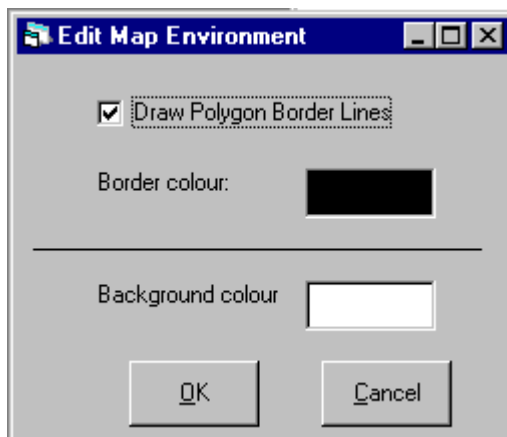 Edit Map Environment
Draw Polygon Border Lines
Border colour:
Background colour
OK
Cancel